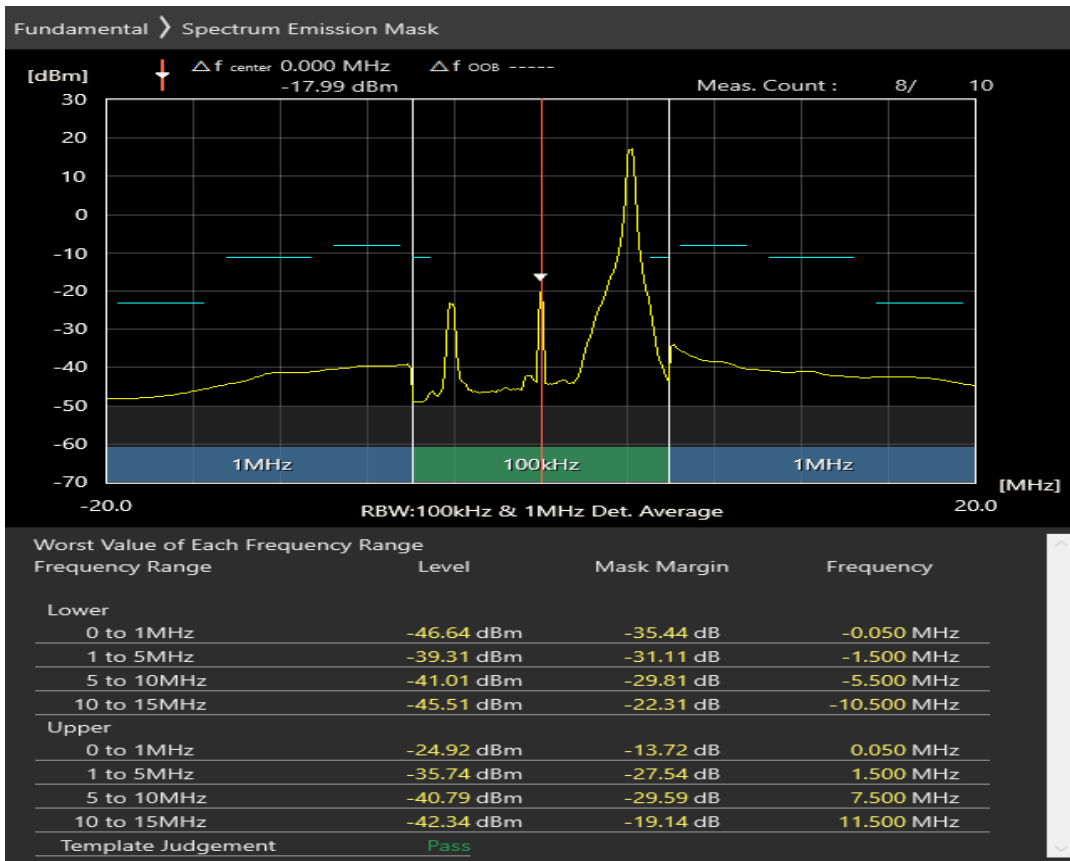 Fundamental ❯ Spectrum Emission Mask
[dBm] △f center 0.000 MHz △f OOB -----
-17.99 dBm Meas. Count : 8/ 10
30
20
10
0
-10
-20
-30
-40
-50
-60
1MHz 100kHz 1MHz
-70 [MHz]
-20.0 RBW:100kHz & 1MHz Det. Average 20.0
Worst Value of Each Frequency Range
Frequency Range Level Mask Margin Frequency
Lower
0 to 1MHz -46.64 dBm -35.44 dB -0.050 MHz
1 to 5MHz -39.31 dBm -31.11 dB -1.500 MHz
5 to 10MHz -41.01 dBm -29.81 dB -5.500 MHz
10 to 15MHz -45.51 dBm -22.31 dB -10.500 MHz
Upper
0 to 1MHz -24.92 dBm -13.72 dB 0.050 MHz
1 to 5MHz -35.74 dBm -27.54 dB 1.500 MHz
5 to 10MHz -40.79 dBm -29.59 dB 7.500 MHz
10 to 15MHz -42.34 dBm -19.14 dB 11.500 MHz
Template Judgement Pass